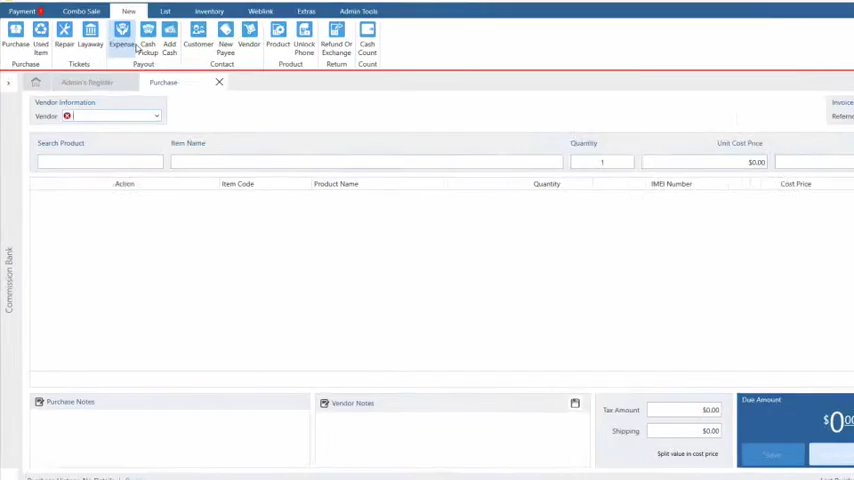 Payment Combo Sale New List Inventory Weblink Extras Admin Tools
Purchase Used Item Repair Layaway Expense Cash Pickup Add Cash Customer New Payee Vendor Product Unlock Phone Refund Or Exchange Cash Count
Purchase Tickets Payout Contact Product Return Count
Admin's Register Purchase
Vendor Information Invoice
Vendor
Search Product Item Name Quantity Unit Cost Price
1 $0.00
Action Item Code Product Name Quantity IMEI Number Cost Price
Commission Bank
Purchase Notes Vendor Notes
Tax Amount $0.00
Shipping $0.00
Split value in cost price
Due Amount
Save